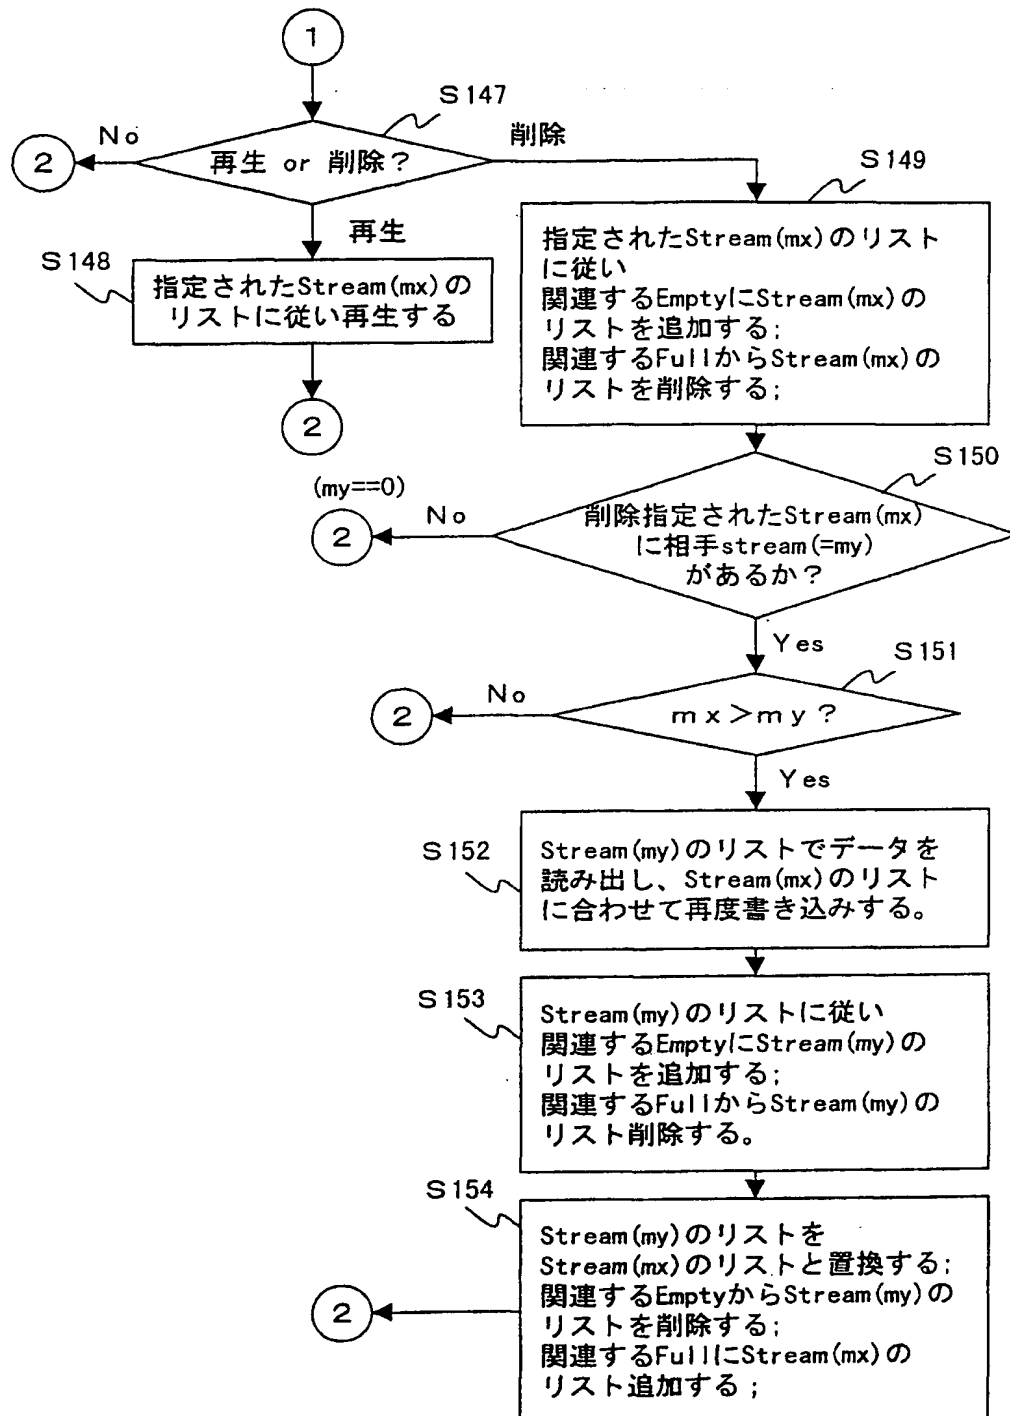 1
S147
No
2
再生 or 削除?
削除
再生
S148
指定されたStream(mx)の
リストに従い再生する
2
S149
指定されたStream(mx)のリスト
に従い
関連するEmptyにStream(mx)の
リストを追加する;
関連するFullからStream(mx)の
リストを削除する;
S150
(my==0)
2
No
削除指定されたStream(mx)
に相手stream(=my)
があるか?
Yes
S151
2
No
mx>my?
Yes
S152
Stream(my)のリストでデータを
読み出し、Stream(mx)のリスト
に合わせて再度書き込みする。
S153
Stream(my)のリストに従い
関連するEmptyにStream(my)の
リストを追加する;
関連するFullからStream(my)の
リスト削除する。
S154
2
Stream(my)のリストを
Stream(mx)のリストと置換する;
関連するEmptyからStream(my)の
リストを削除する;
関連するFullにStream(mx)の
リスト追加する;